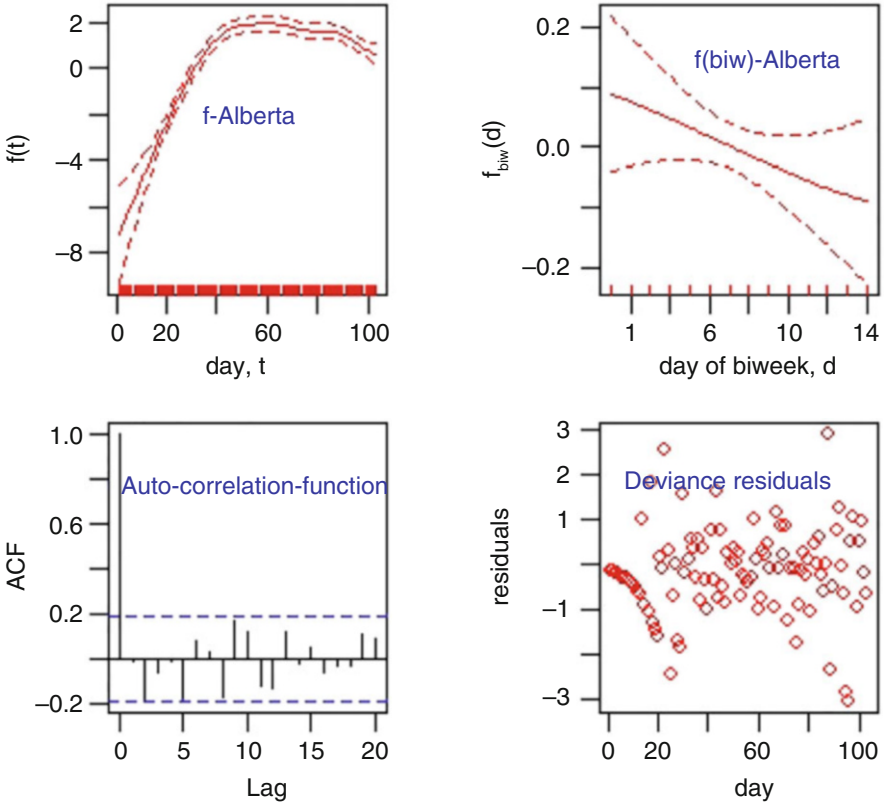 2
0
−4
−8
f(t)
f-Alberta
0 20 60 100
day, t
0.2
0.0
−0.2
f_biw(d)
f(biw)-Alberta
1 6 10 14
day of biweek, d
1.0
0.6
0.2
−0.2
ACF
Auto-correlation-function
0 5 10 15 20
Lag
3
2
1
−1
−3
residuals
Deviance residuals
0 20 60 100
day